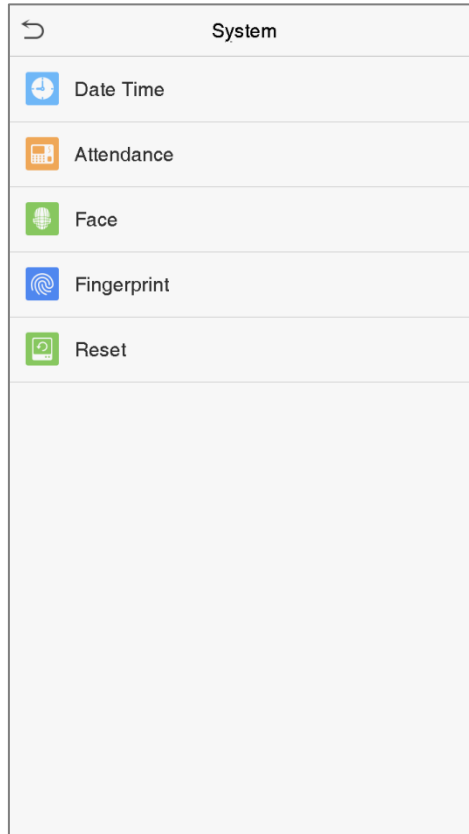 System
Date Time
Attendance
Face
Fingerprint
Reset